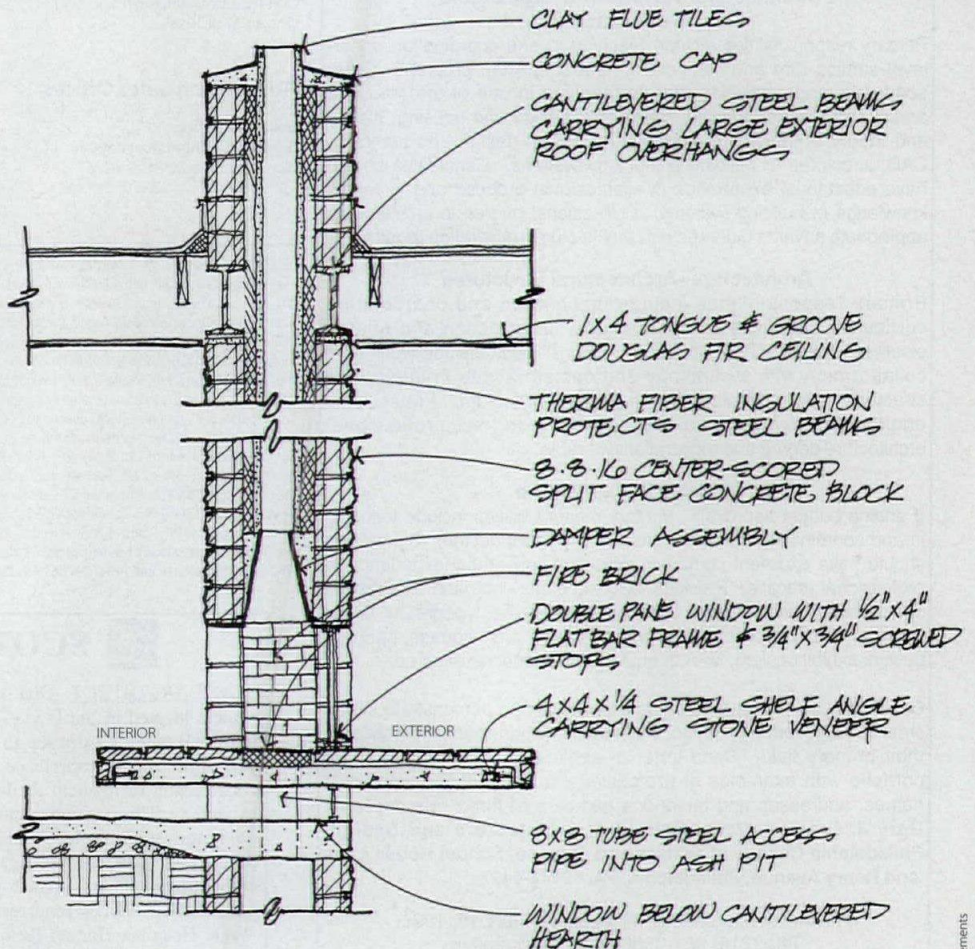 CLAY FLUE TILES
CONCRETE CAP
CANTILEVERED STEEL BEAMS
CARRYING LARGE EXTERIOR
ROOF OVERHANGS
1X4 TONGUE & GROOVE
DOUGLAS FIR CEILING
THERMA FIBER INSULATION
PROTECTS STEEL BEAMS
8·8·16 CENTER-SCORED
SPLIT FACE CONCRETE BLOCK
DAMPER ASSEMBLY
FIRE BRICK
DOUBLE PANE WINDOW WITH 1/2"X4"
FLAT BAR FRAME & 3/4"X3/4" SCREWED
STOPS
4X4X1/4 STEEL SHELF ANGLE
CARRYING STONE VENEER
INTERIOR
EXTERIOR
8X8 TUBE STEEL ACCESS
PIPE INTO ASH PIT
WINDOW BELOW CANTILEVERED
HEARTH